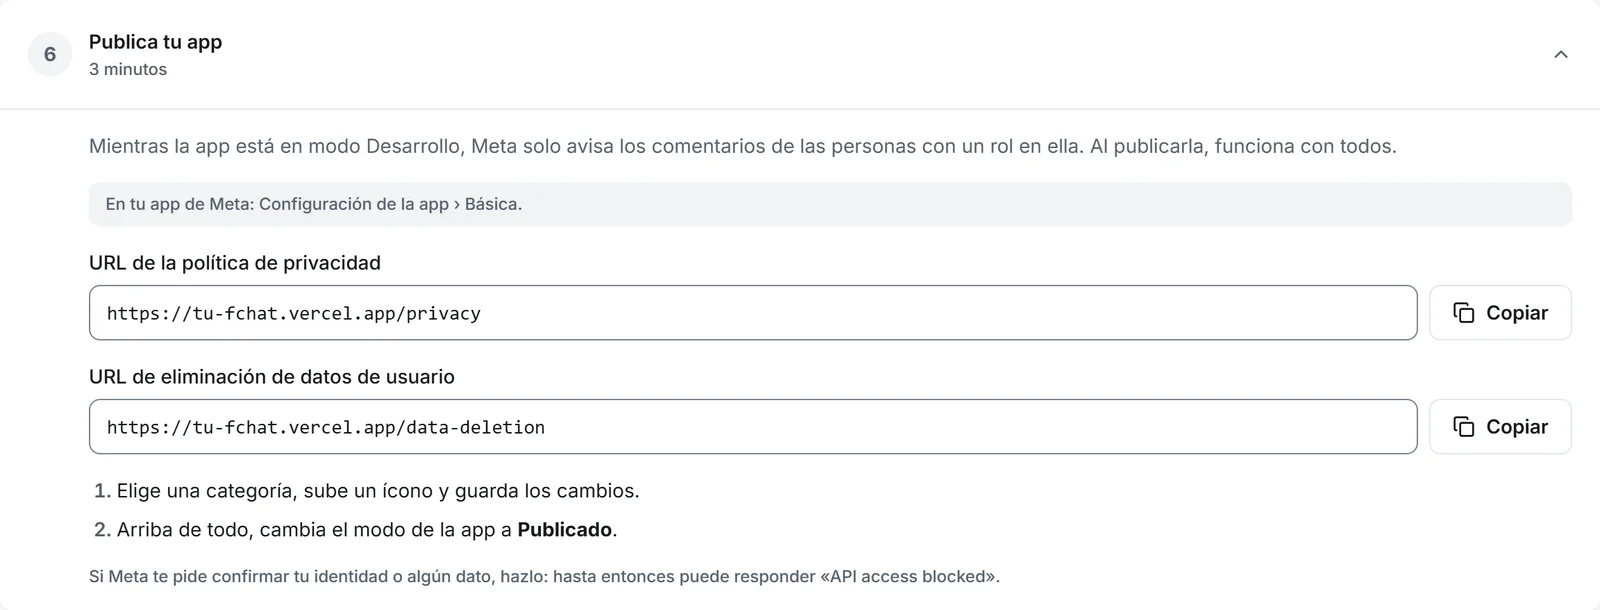 6
Publica tu app
3 minutos
Mientras la app está en modo Desarrollo, Meta solo avisa los comentarios de las personas con un rol en ella. Al publicarla, funciona con todos.
En tu app de Meta: Configuración de la app › Básica.
URL de la política de privacidad
https://tu-fchat.vercel.app/privacy
Copiar
URL de eliminación de datos de usuario
https://tu-fchat.vercel.app/data-deletion
Copiar
1. Elige una categoría, sube un ícono y guarda los cambios.
2. Arriba de todo, cambia el modo de la app a Publicado.
Si Meta te pide confirmar tu identidad o algún dato, hazlo: hasta entonces puede responder «API access blocked».